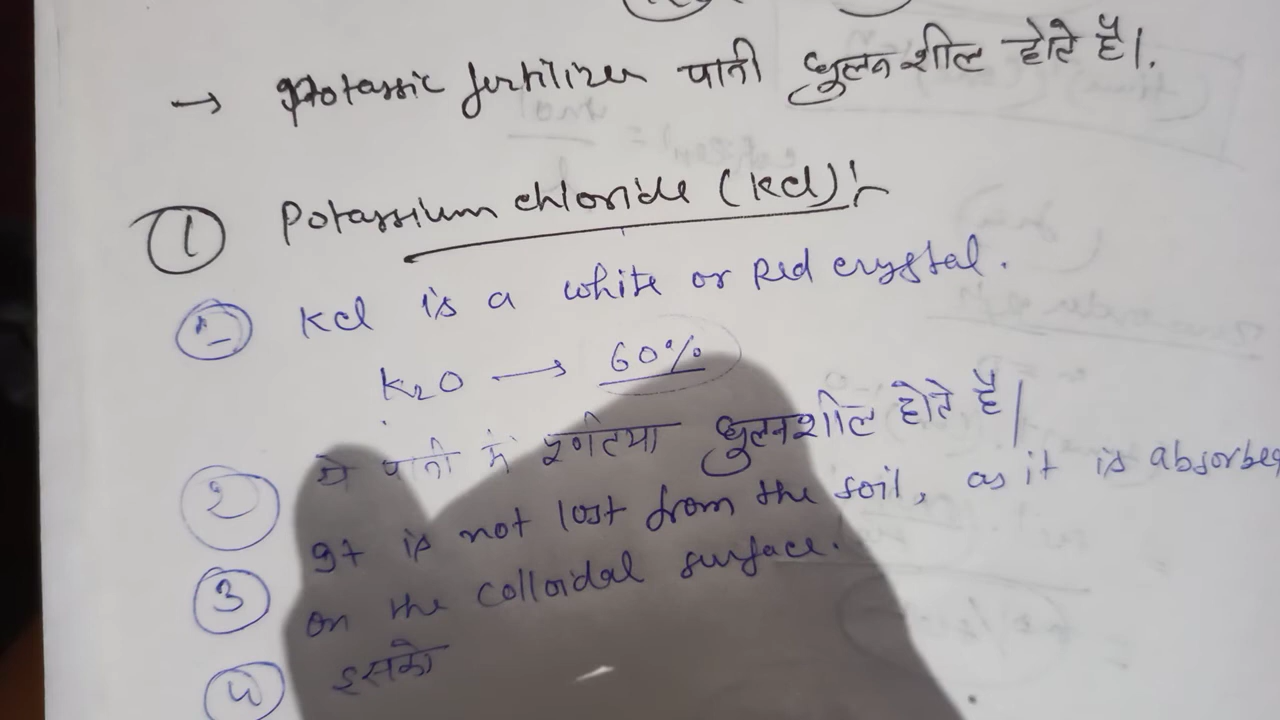 → Potassic fertilizer पानी घुलनशील होते है।.
① Potassium chloride (Kcl):-
① Kcl is a white or Red crystal.
K₂O → 60%
② ये पानी में पूर्णतया घुलनशील होते है।
③ It is not lost from the soil, as it is absorbed
on the colloidal surface.
④ इसको